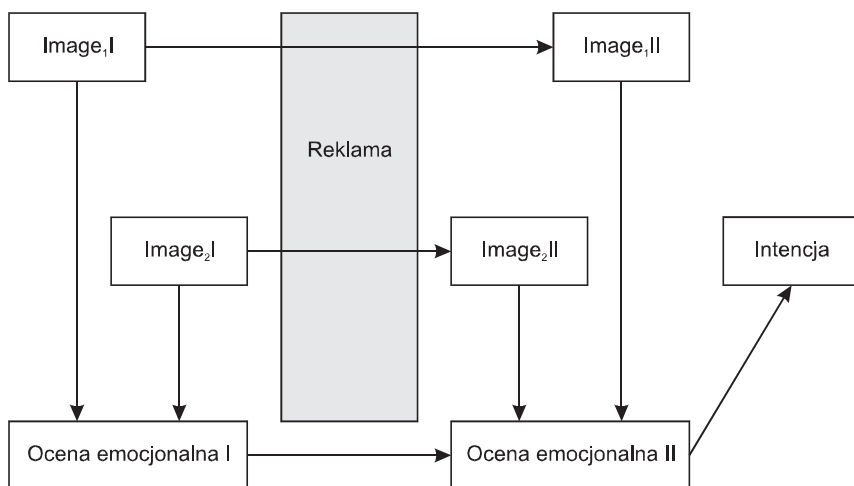 Image₁I
Image₁II
Reklama
Image₂I
Image₂II
Intencja
Ocena emocjonalna I
Ocena emocjonalna II